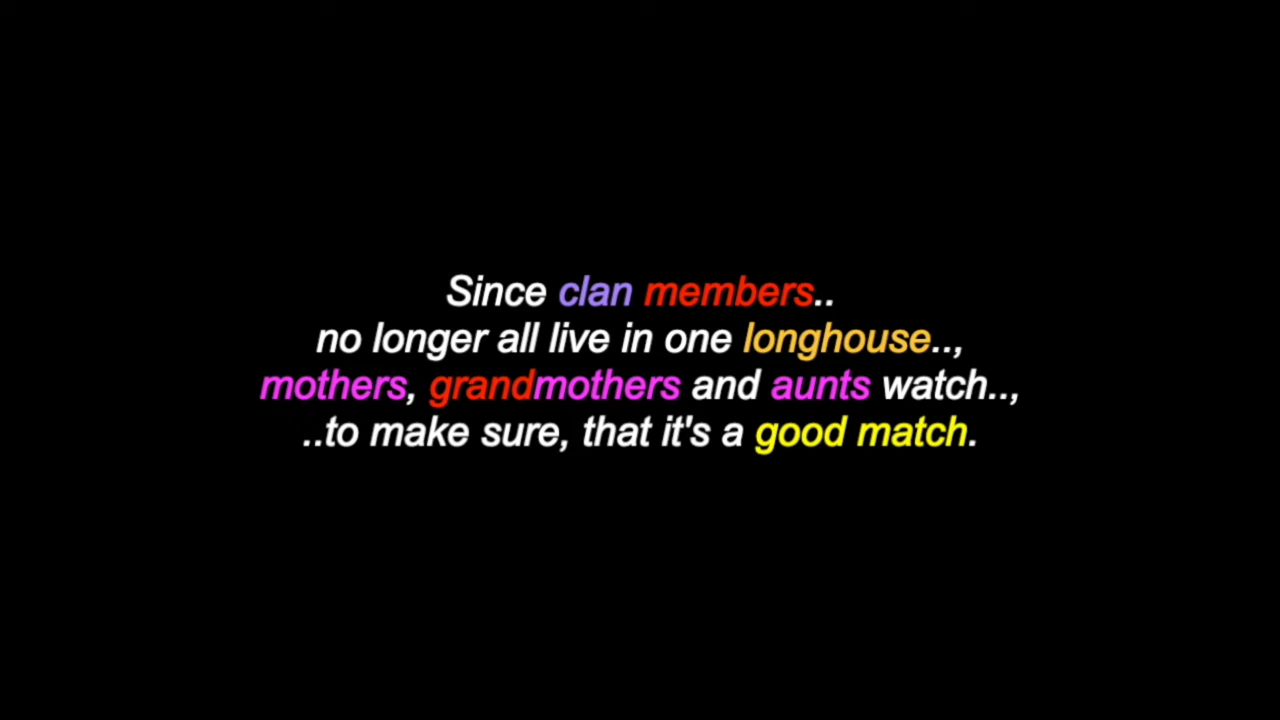 Since clan members..
no longer all live in one longhouse..,
mothers, grandmothers and aunts watch..,
..to make sure, that it's a good match.